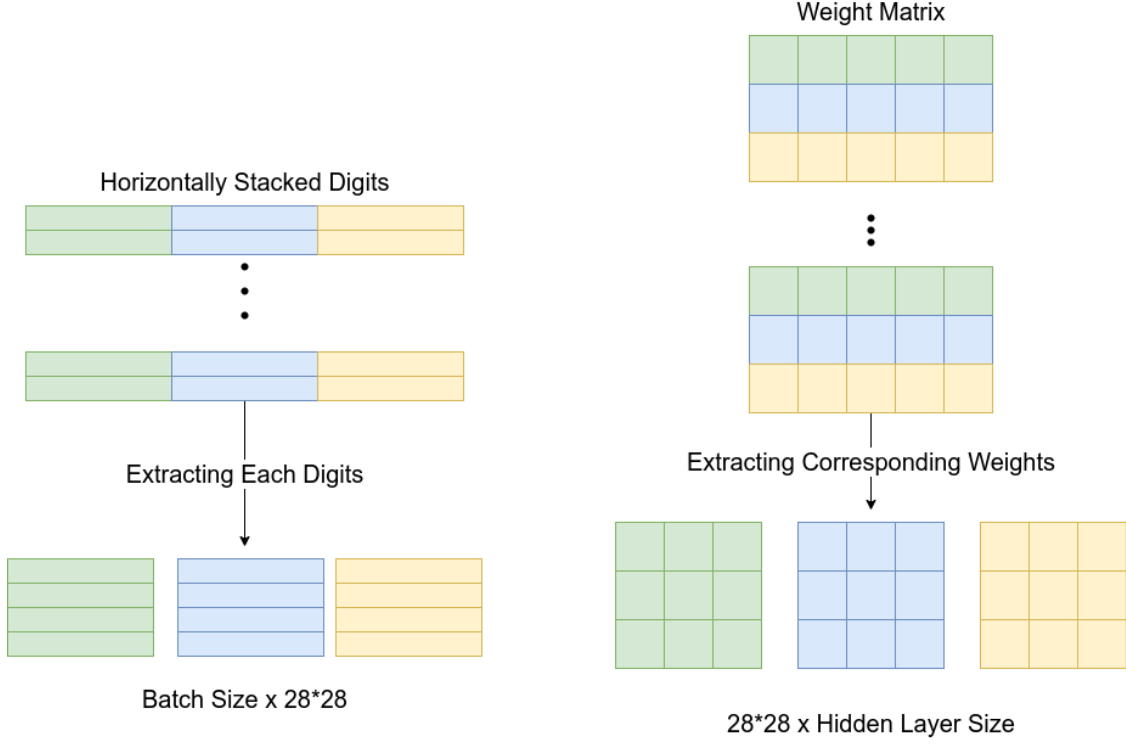 Weight Matrix
Horizontally Stacked Digits
Extracting Each Digits
Extracting Corresponding Weights
Batch Size x 28*28
28*28 x Hidden Layer Size